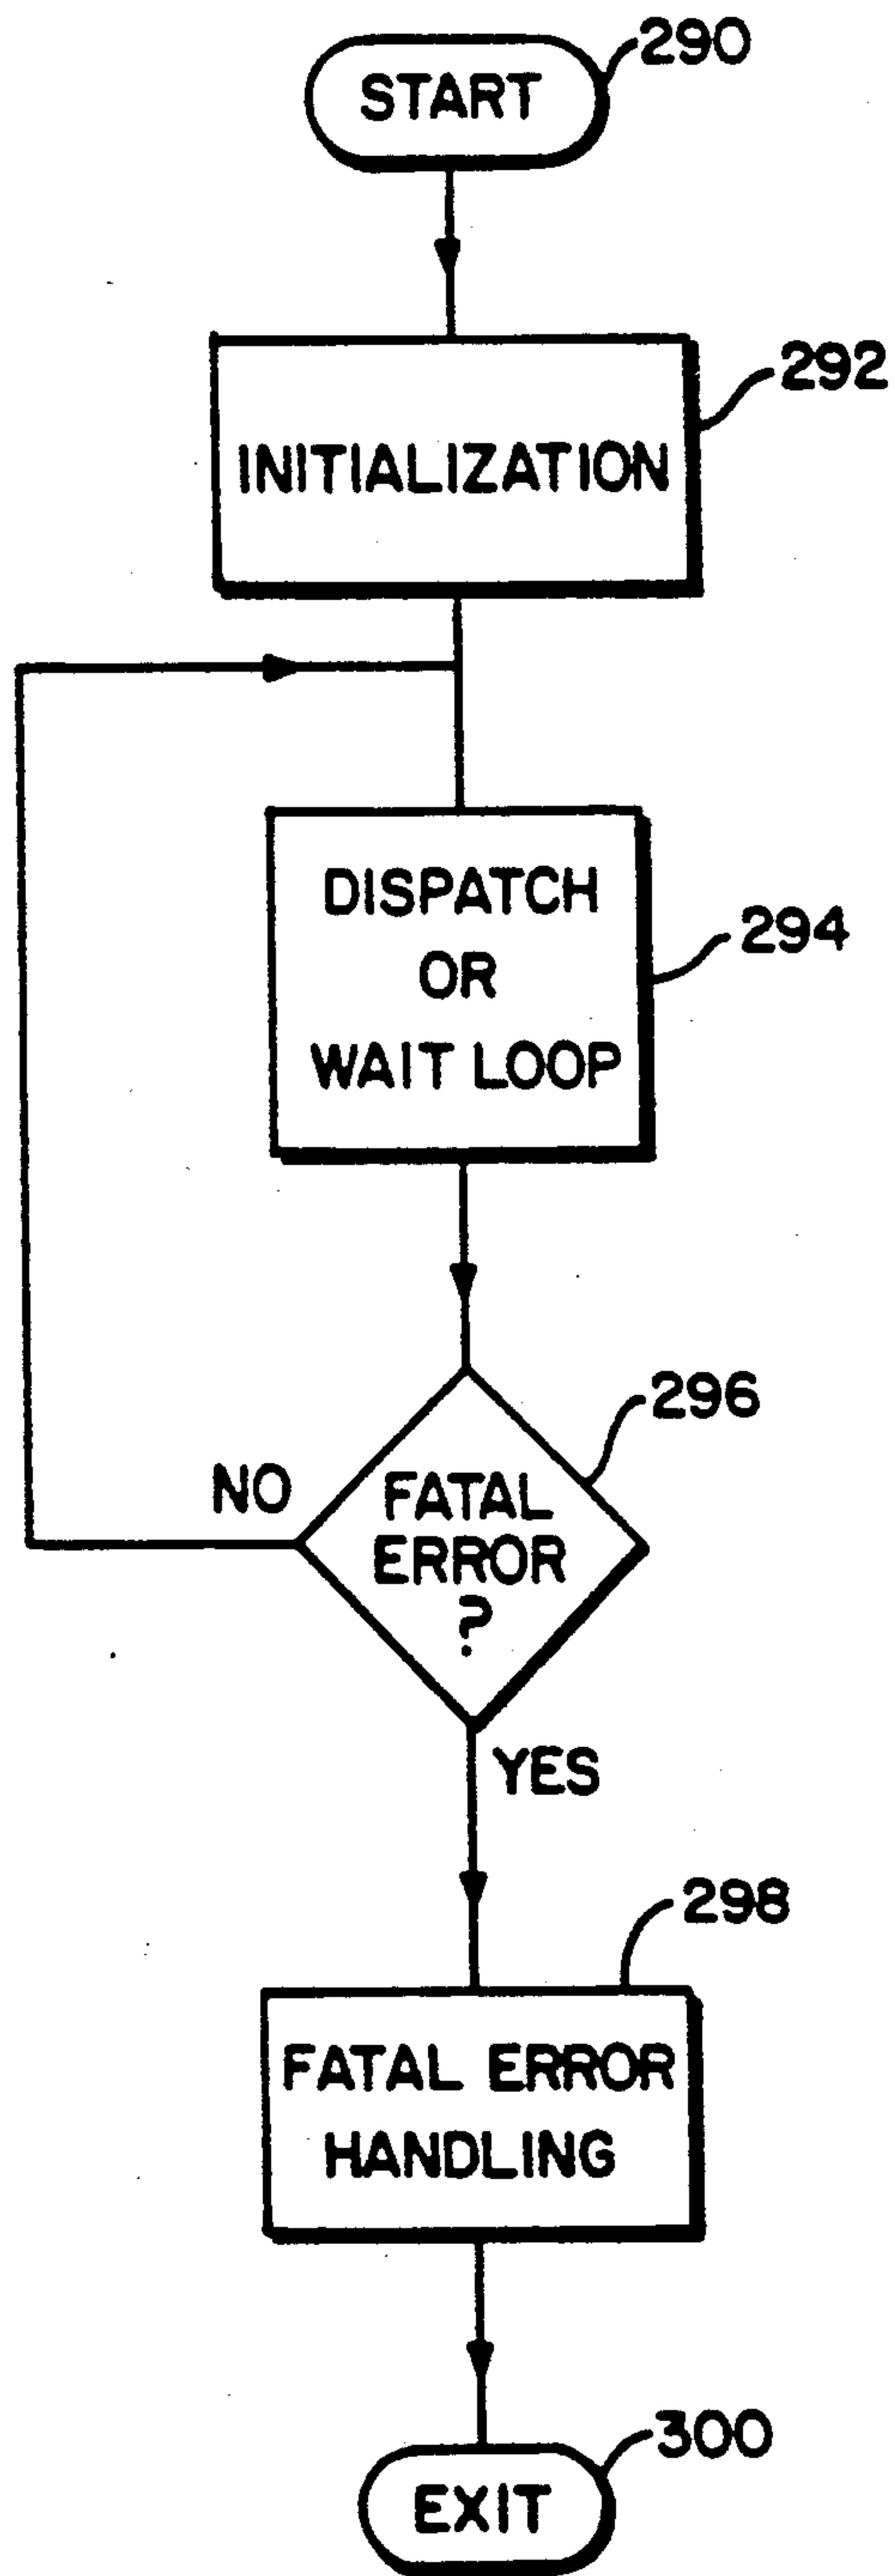 290
START
292
INITIALIZATION
294
DISPATCH
OR
WAIT LOOP
296
NO
FATAL
ERROR
?
YES
298
FATAL ERROR
HANDLING
300
EXIT